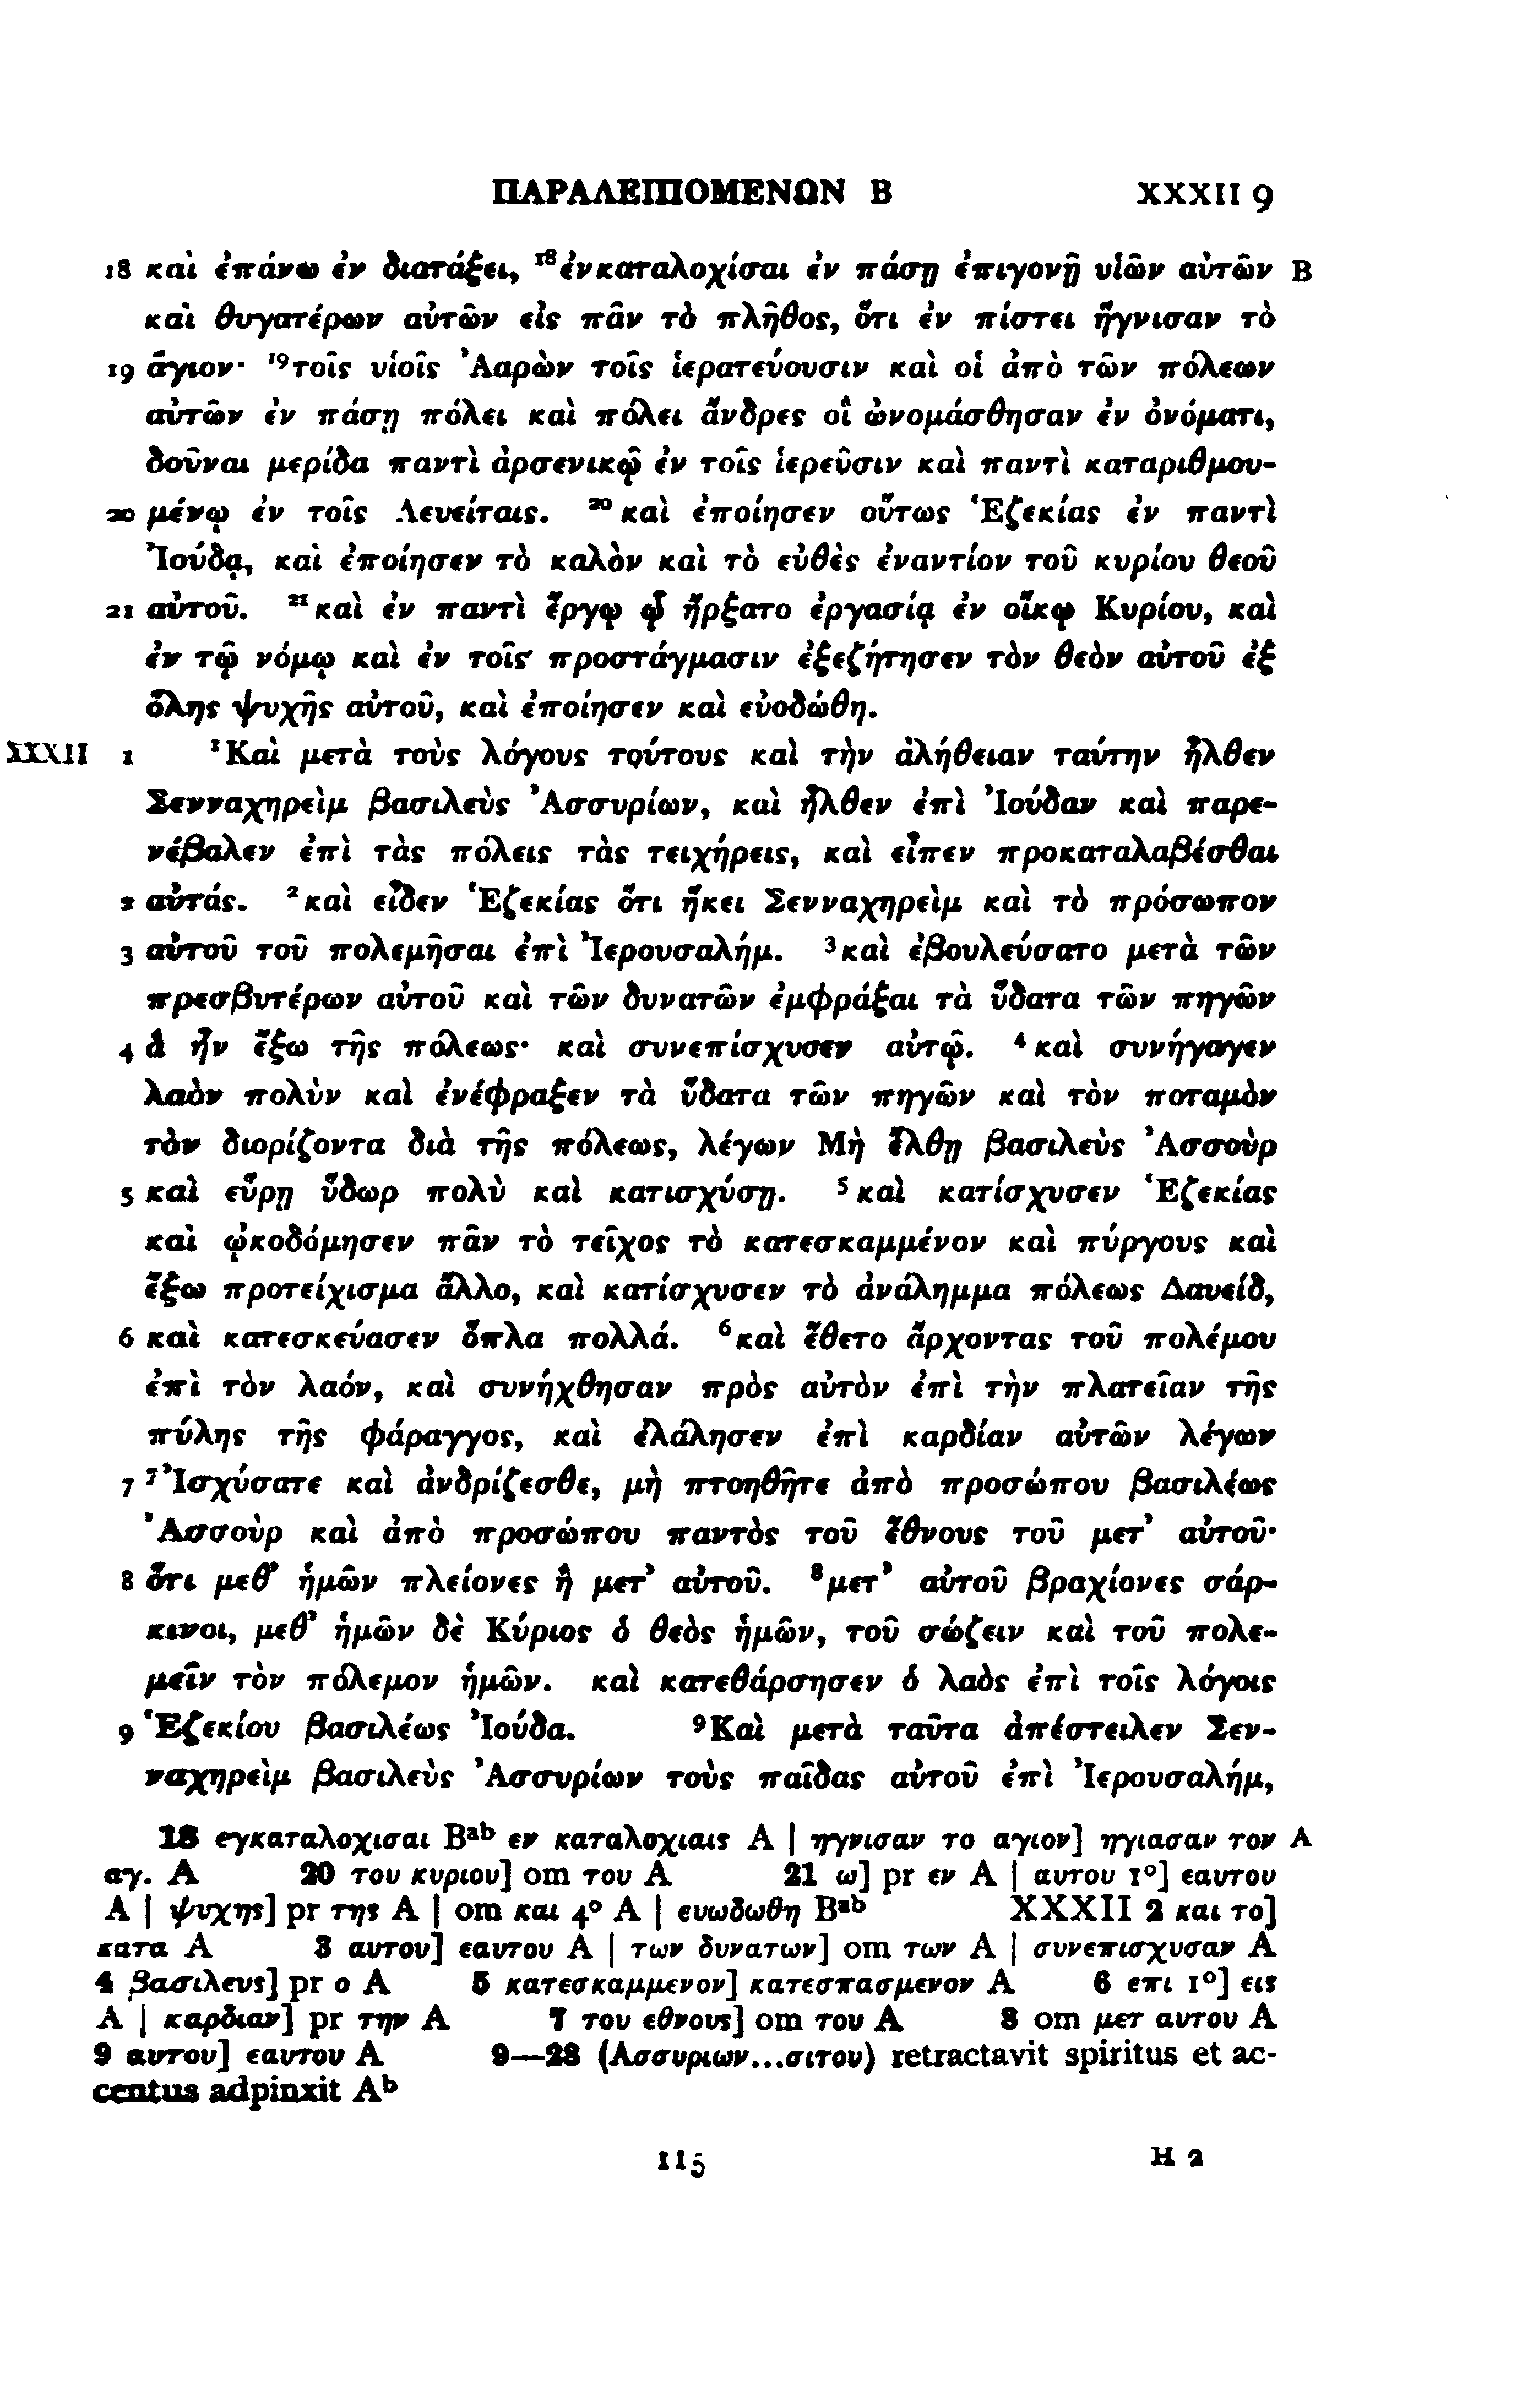 ΠΑΡΑΛΕΙΠΟΜΕΝΩΝ Β XXXII 9
18 καὶ ἐπάνω ἐν διατάξει, ¹⁸ἐνκαταλοχίσαι ἐν πάσῃ ἐπιγονῇ υἱῶν αὐτῶν B
καὶ θυγατέρων αὐτῶν εἰς πᾶν τὸ πλῆθος, ὅτι ἐν πίστει ἥγνισαν τὸ
19 ἅγιον· ¹⁹τοῖς υἱοῖς Ἀαρὼν τοῖς ἱερατεύουσιν καὶ οἱ ἀπὸ τῶν πόλεων
αὐτῶν ἐν πάσῃ πόλει καὶ πόλει ἄνδρες οἳ ὠνομάσθησαν ἐν ὀνόματι,
δοῦναι μερίδα παντὶ ἀρσενικῷ ἐν τοῖς ἱερεῦσιν καὶ παντὶ καταριθμου-
20 μένῳ ἐν τοῖς Λευείταις. ²⁰καὶ ἐποίησεν οὕτως Ἑζεκίας ἐν παντὶ
Ἰούδᾳ, καὶ ἐποίησεν τὸ καλὸν καὶ τὸ εὐθὲς ἐναντίον τοῦ κυρίου θεοῦ
21 αὐτοῦ. ²¹καὶ ἐν παντὶ ἔργῳ ᾧ ἤρξατο ἐργασίᾳ ἐν οἴκῳ Κυρίου, καὶ
ἐν τῷ νόμῳ καὶ ἐν τοῖς προστάγμασιν ἐξεζήτησεν τὸν θεὸν αὐτοῦ ἐξ
ὅλης ψυχῆς αὐτοῦ, καὶ ἐποίησεν καὶ εὐοδώθη.
XXXII 1 ¹Καὶ μετὰ τοὺς λόγους τούτους καὶ τὴν ἀλήθειαν ταύτην ἦλθεν
Σενναχηρεὶμ βασιλεὺς Ἀσσυρίων, καὶ ἦλθεν ἐπὶ Ἰούδαν καὶ παρε-
νέβαλεν ἐπὶ τὰς πόλεις τὰς τειχήρεις, καὶ εἶπεν προκαταλαβέσθαι
2 αὐτάς. ²καὶ εἶδεν Ἑζεκίας ὅτι ἥκει Σενναχηρεὶμ καὶ τὸ πρόσωπον
3 αὐτοῦ τοῦ πολεμῆσαι ἐπὶ Ἰερουσαλήμ. ³καὶ ἐβουλεύσατο μετὰ τῶν
πρεσβυτέρων αὐτοῦ καὶ τῶν δυνατῶν ἐμφράξαι τὰ ὕδατα τῶν πηγῶν
4 ἃ ἦν ἔξω τῆς πόλεως· καὶ συνεπίσχυσεν αὐτῷ. ⁴καὶ συνήγαγεν
λαὸν πολὺν καὶ ἐνέφραξεν τὰ ὕδατα τῶν πηγῶν καὶ τὸν ποταμὸν
τὸν διορίζοντα διὰ τῆς πόλεως, λέγων Μὴ ἔλθῃ βασιλεὺς Ἀσσοὺρ
5 καὶ εὕρῃ ὕδωρ πολὺ καὶ κατισχύσῃ. ⁵καὶ κατίσχυσεν Ἑζεκίας
καὶ ᾠκοδόμησεν πᾶν τὸ τεῖχος τὸ κατεσκαμμένον καὶ πύργους καὶ
ἔξω προτείχισμα ἄλλο, καὶ κατίσχυσεν τὸ ἀνάλημμα πόλεως Δαυείδ,
6 καὶ κατεσκεύασεν ὅπλα πολλά. ⁶καὶ ἔθετο ἄρχοντας τοῦ πολέμου
ἐπὶ τὸν λαόν, καὶ συνήχθησαν πρὸς αὐτὸν ἐπὶ τὴν πλατεῖαν τῆς
πύλης τῆς φάραγγος, καὶ ἐλάλησεν ἐπὶ καρδίαν αὐτῶν λέγων
7 ⁷Ἰσχύσατε καὶ ἀνδρίζεσθε, μὴ πτοηθῆτε ἀπὸ προσώπου βασιλέως
Ἀσσοὺρ καὶ ἀπὸ προσώπου παντὸς τοῦ ἔθνους τοῦ μετ’ αὐτοῦ·
8 ὅτι μεθ’ ἡμῶν πλείονες ἢ μετ’ αὐτοῦ. ⁸μετ’ αὐτοῦ βραχίονες σάρ-
κινοι, μεθ’ ἡμῶν δὲ Κύριος ὁ θεὸς ἡμῶν, τοῦ σώζειν καὶ τοῦ πολε-
μεῖν τὸν πόλεμον ἡμῶν. καὶ κατεθάρσησεν ὁ λαὸς ἐπὶ τοῖς λόγοις
9 Ἑζεκίου βασιλέως Ἰούδα. ⁹Καὶ μετὰ ταῦτα ἀπέστειλεν Σεν-
ναχηρεὶμ βασιλεὺς Ἀσσυρίων τοὺς παῖδας αὐτοῦ ἐπὶ Ἰερουσαλήμ,
18 εγκαταλοχισαι Bᵃᵇ εν καταλοχιαις A | ηγνισαν το αγιον] ηγιασαν τον A
αγ. A 20 του κυριου] om του A 21 ω] pr εν A | αυτου 1°] εαυτου
A | ψυχης] pr της A | om και 4° A | ευωδωθη Bᵃᵇ XXXII 2 και το]
κατα A 3 αυτου] εαυτου A | των δυνατων] om των A | συνεπισχυσαν A
4 βασιλευς] pr ο A 5 κατεσκαμμενον] κατεσπασμενον A 6 επι 1°] εις
A | καρδιαν] pr την A 7 του εθνους] om του A 8 om μετ αυτου A
9 αυτου] εαυτου A 9—28 (Ασσυριων...σιτου) retractavit spiritus et ac-
centus adpinxit Aᵇ
115 H 2